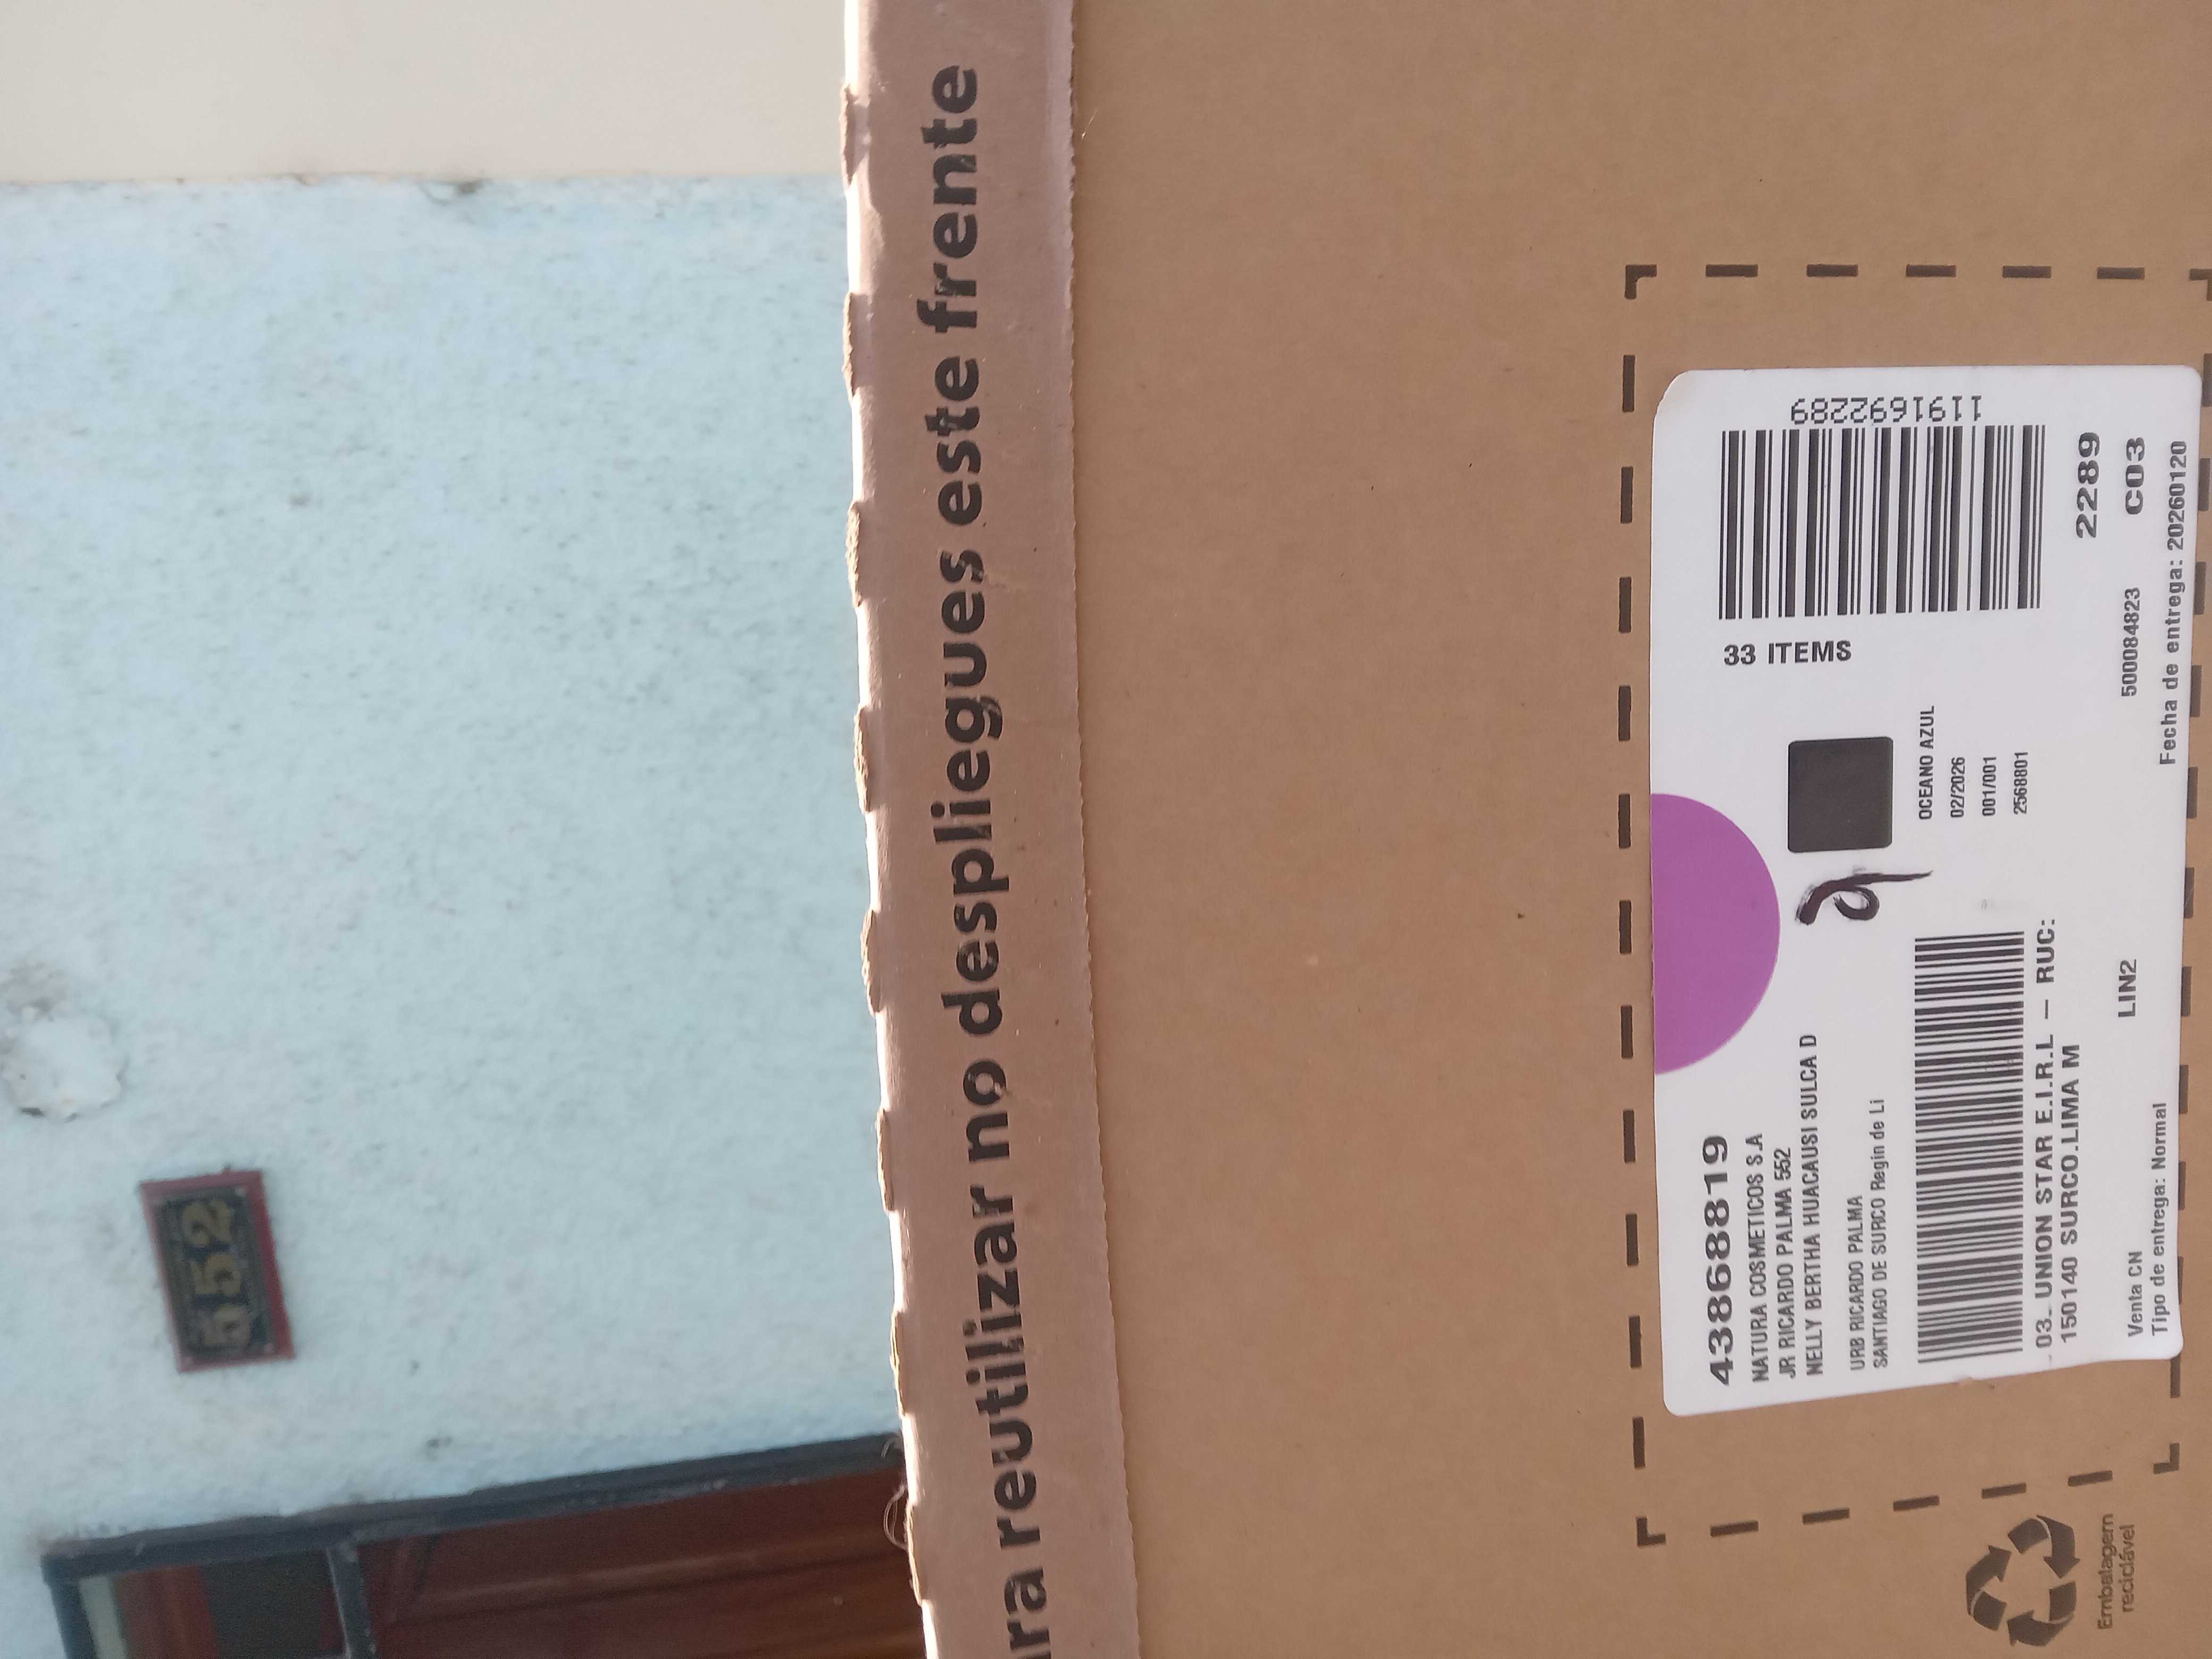 552
ra reutilizar no despliegues este frente
438688819
NATURA COSMETICOS S.A
JR RICARDO PALMA 552
NELLY BERTHA HUACAUSI SULCA D
URB RICARDO PALMA
SANTIAGO DE SURCO Regin de Li
33 ITEMS
1191692289
OCEANO AZUL
02/2026
001/001
2568801
03. UNION STAR E.I.R.L – RUC:
150140 SURCO.LIMA M
2289
Venta CN
LIN2
500084823
C03
Tipo de entrega: Normal
Fecha de entrega: 20260120
Embalagem
reciclável